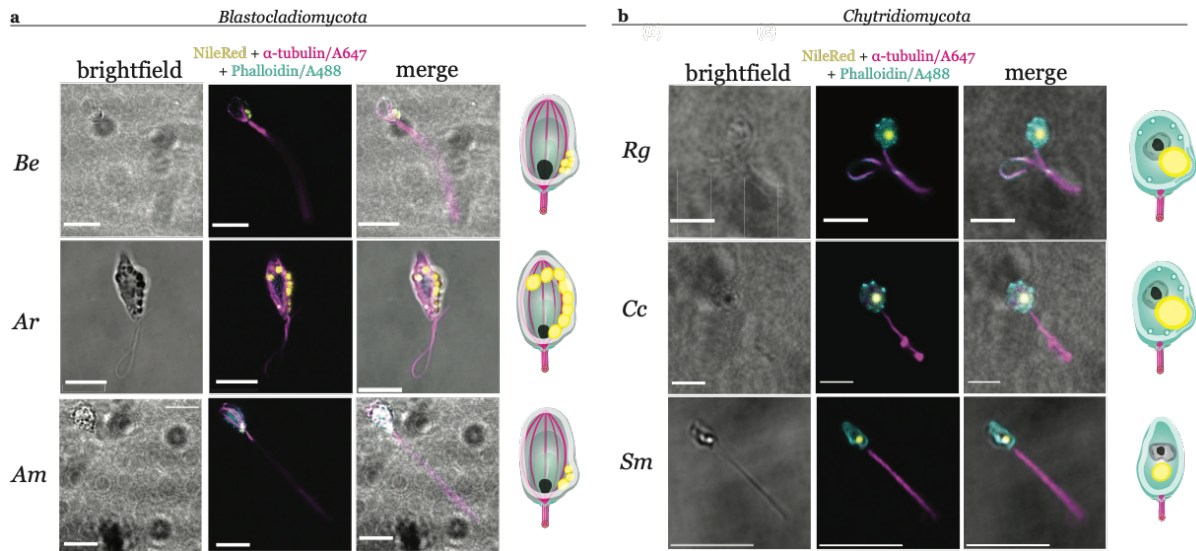 a Blastocladiomycota
NileRed + α-tubulin/A647
+ Phalloidin/A488
brightfield merge
Be
Ar
Am
b Chytridiomycota
NileRed + α-tubulin/A647
+ Phalloidin/A488
brightfield merge
Rg
Cc
Sm